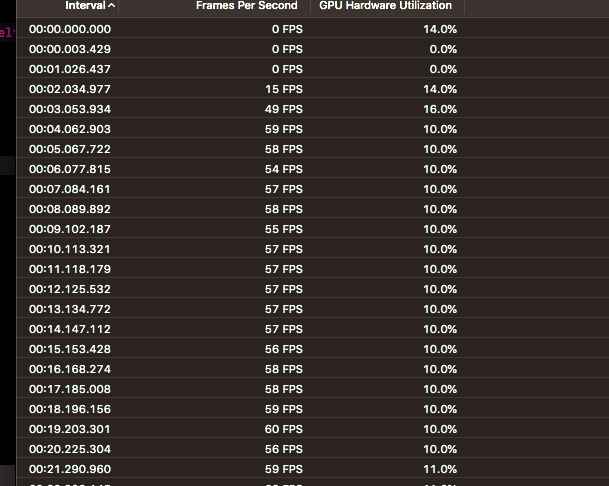 Interval Frames Per Second GPU Hardware Utilization
00:00.000.000 0 FPS 14.0%
00:00.003.429 0 FPS 0.0%
00:01.026.437 0 FPS 0.0%
00:02.034.977 15 FPS 14.0%
00:03.053.934 49 FPS 16.0%
00:04.062.903 59 FPS 10.0%
00:05.067.722 58 FPS 10.0%
00:06.077.815 54 FPS 10.0%
00:07.084.161 57 FPS 10.0%
00:08.089.892 58 FPS 10.0%
00:09.102.187 55 FPS 10.0%
00:10.113.321 57 FPS 10.0%
00:11.118.179 57 FPS 10.0%
00:12.125.532 57 FPS 10.0%
00:13.134.772 57 FPS 10.0%
00:14.147.112 57 FPS 10.0%
00:15.153.428 56 FPS 10.0%
00:16.168.274 58 FPS 10.0%
00:17.185.008 58 FPS 10.0%
00:18.196.156 59 FPS 10.0%
00:19.203.301 60 FPS 10.0%
00:20.225.304 56 FPS 10.0%
00:21.290.960 59 FPS 11.0%